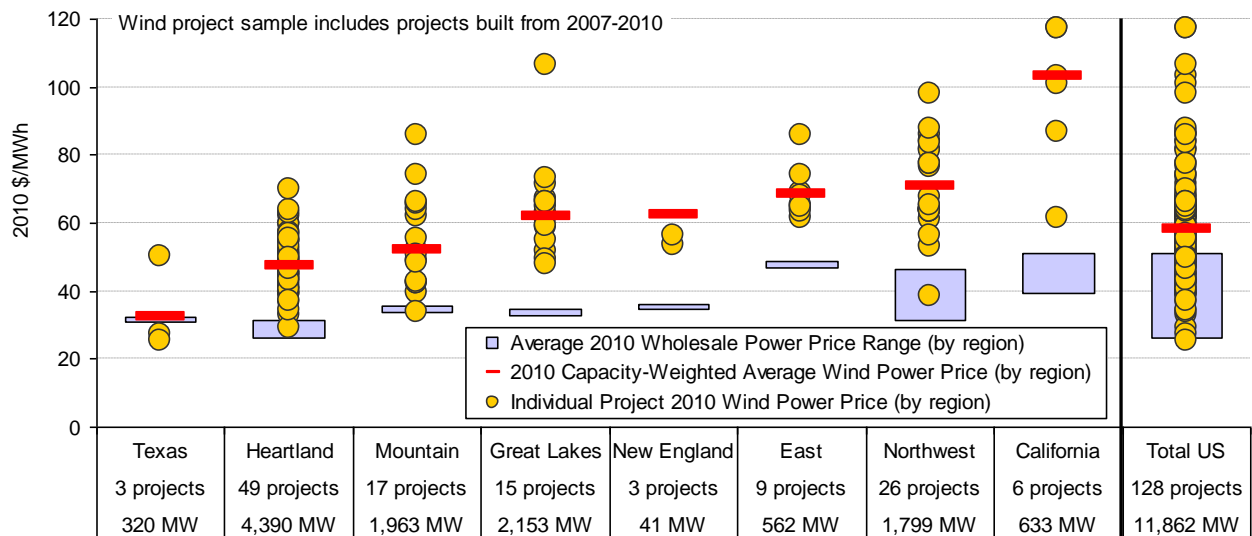 Wind project sample includes projects built from 2007-2010
2010 $/MWh
120
100
80
60
40
20
0
Average 2010 Wholesale Power Price Range (by region)
2010 Capacity-Weighted Average Wind Power Price (by region)
Individual Project 2010 Wind Power Price (by region)
Texas Heartland Mountain Great Lakes New England East Northwest California Total US
3 projects 49 projects 17 projects 15 projects 3 projects 9 projects 26 projects 6 projects 128 projects
320 MW 4,390 MW 1,963 MW 2,153 MW 41 MW 562 MW 1,799 MW 633 MW 11,862 MW